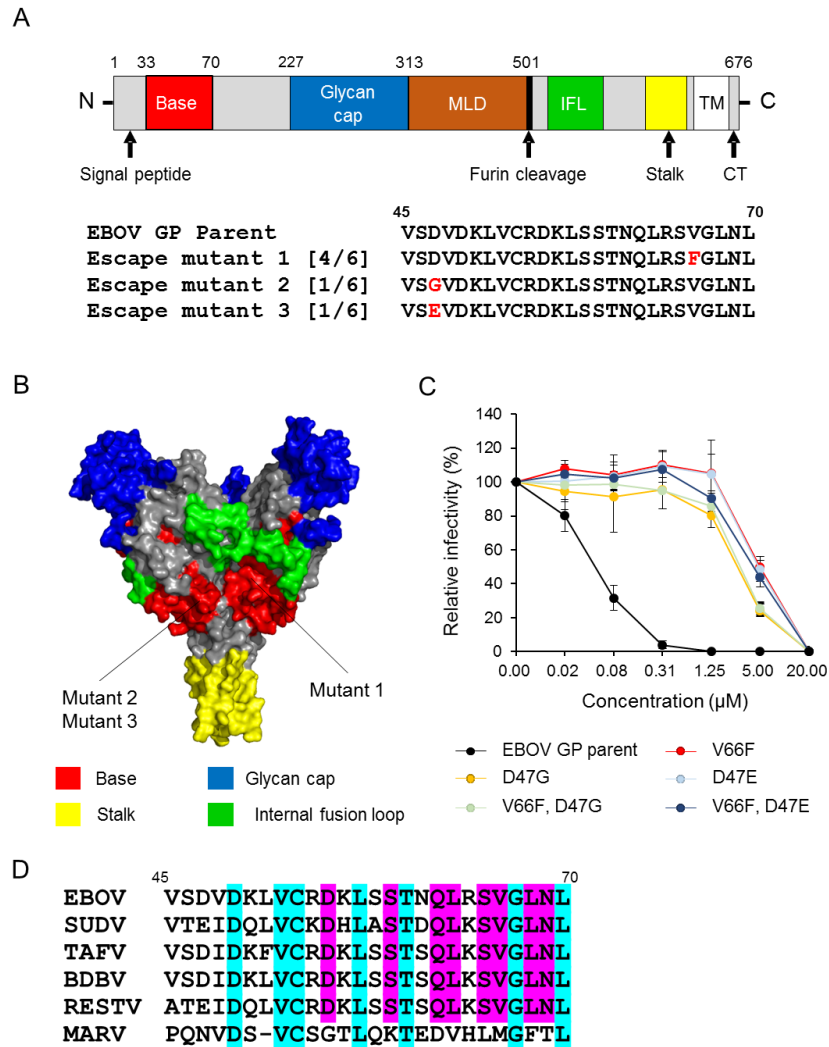 A
1 33 70 227 313 501 676
N Base Glycan cap MLD IFL TM C
Signal peptide Furin cleavage Stalk CT
45 70
EBOV GP Parent VSDVDKLVCRDKLSSTNQLRSVGLNL
Escape mutant 1 [4/6] VSDVDKLVCRDKLSSTNQLRSFGLNL
Escape mutant 2 [1/6] VSGVDKLVCRDKLSSTNQLRSVGLNL
Escape mutant 3 [1/6] VSEVDKLVCRDKLSSTNQLRSVGLNL
B
Mutant 2
Mutant 3
Mutant 1
Base Glycan cap
Stalk Internal fusion loop
C
Relative infectivity (%)
140
120
100
80
60
40
20
0
0.00 0.02 0.08 0.31 1.25 5.00 20.00
Concentration (µM)
EBOV GP parent V66F
D47G D47E
V66F, D47G V66F, D47E
D
45 70
EBOV VSDVDKLVCRDKLSSTNQLRSVGLNL
SUDV VTEIDQLVCKDHLASTDQLKSVGLNL
TAFV VSDIDKFVCRDKLSSTSQLKSVGLNL
BDBV VSDIDKLVCRDKLSSTSQLKSVGLNL
RESTV ATEIDQLVCRDKLSSTSQLKSVGLNL
MARV PQNVDS-VCSGTLQKTEDVHLMGFTL